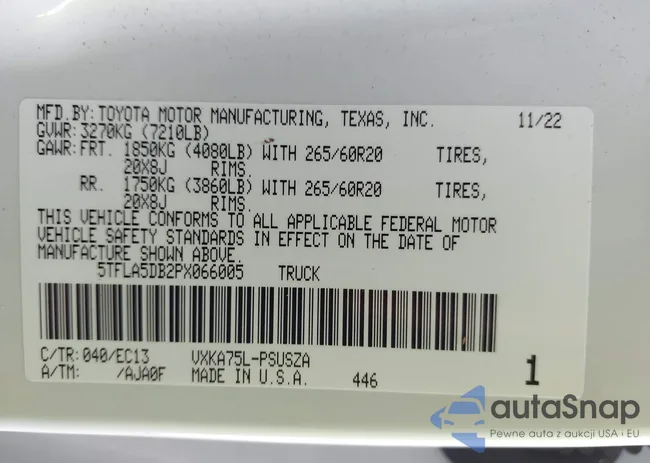 MFD.BY:TOYOTA MOTOR MANUFACTURING, TEXAS, INC. 11/22
GVWR:3270KG (7210LB)
GAWR:FRT. 1850KG (4080LB) WITH 265/60R20 TIRES,
20X8J RIMS.
RR. 1750KG (3860LB) WITH 265/60R20 TIRES,
20X8J RIMS.
THIS VEHICLE CONFORMS TO ALL APPLICABLE FEDERAL MOTOR
VEHICLE SAFETY STANDARDS IN EFFECT ON THE DATE OF
MANUFACTURE SHOWN ABOVE.
5TFLA5DB2PX066005 TRUCK
C/TR:040/EC13 VXKA75L-PSUSZA
A/TM: /AJA0F MADE IN U.S.A. 446 1
autaSnap
Pewne auta z aukcji USA i EU